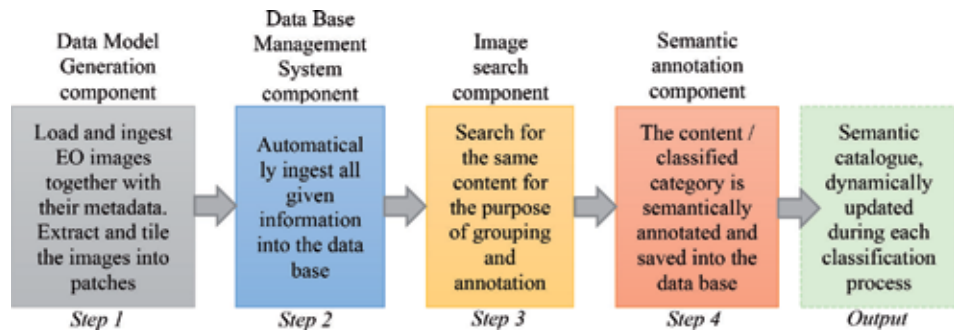 Data Model
Generation
component
Load and ingest
EO images
together with
their metadata.
Extract and tile
the images into
patches
Step 1
Data Base
Management
System
component
Automatical
ly ingest all
given
information
into the data
base
Step 2
Image
search
component
Search for
the same
content for
the purpose
of grouping
and
annotation
Step 3
Semantic
annotation
component
The content /
classified
category is
semantically
annotated and
saved into the
data base
Step 4
Semantic
catalogue,
dynamically
updated
during each
classification
process
Output